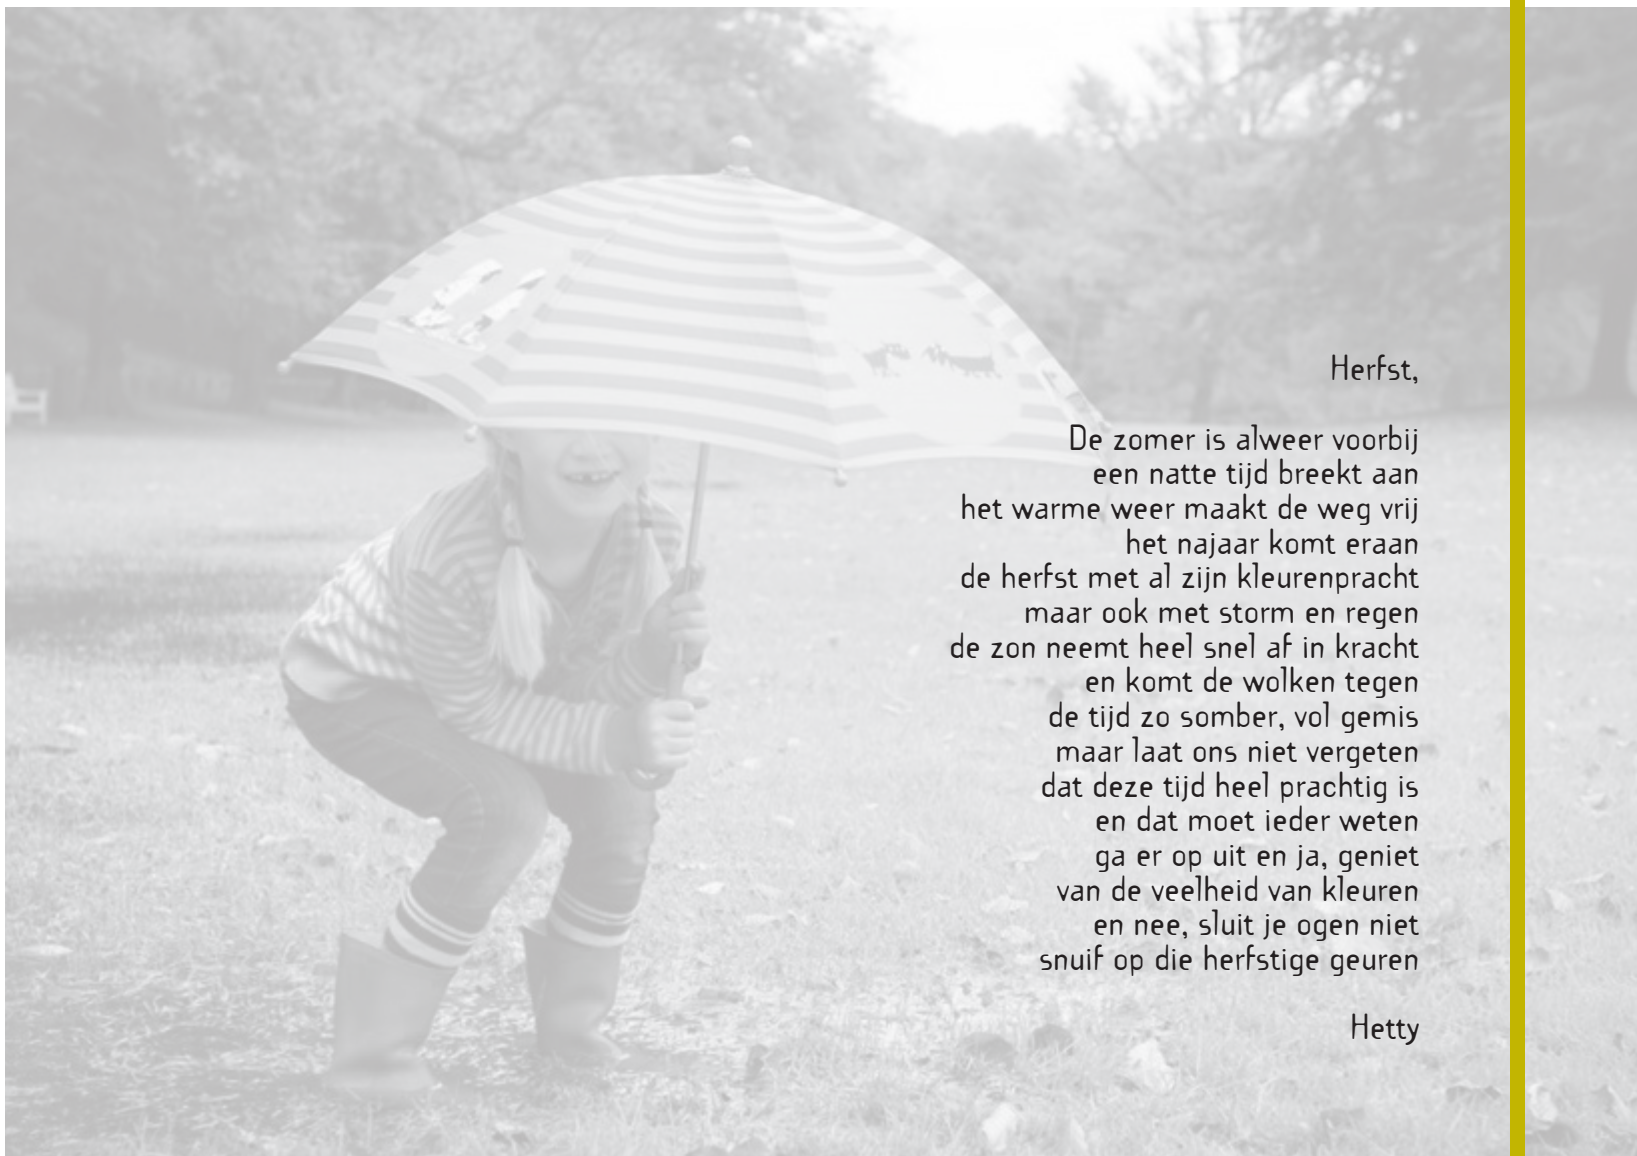 Herfst,
De zomer is alweer voorbij
een natte tijd breekt aan
het warme weer maakt de weg vrij
het najaar komt eraan
de herfst met al zijn kleurenpracht
maar ook met storm en regen
de zon neemt heel snel af in kracht
en komt de wolken tegen
de tijd zo somber, vol gemis
maar laat ons niet vergeten
dat deze tijd heel prachtig is
en dat moet ieder weten
ga er op uit en ja, geniet
van de veelheid van kleuren
en nee, sluit je ogen niet
snuif op die herfstige geuren
Hetty